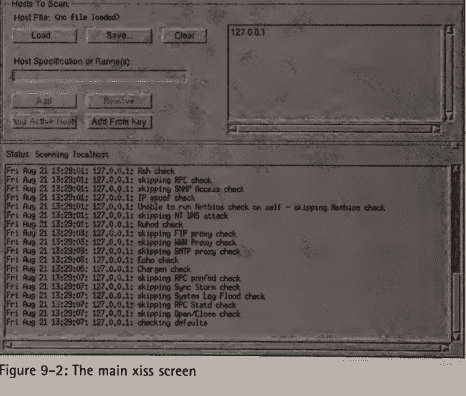 Hosts To Scan
Host File: <no file loaded>
Load
Save...
Clear
127.0.0.1
Host Specification or Range(s):
Add
Remove
Add Active Hosts
Add From Key
Status: Scanning localhost
Fri Aug 21 13:29:01: 127.0.0.1: Rsh check
Fri Aug 21 13:29:01: 127.0.0.1: skipping RPC check
Fri Aug 21 13:29:01: 127.0.0.1: skipping SNMP Access check
Fri Aug 21 13:29:01: 127.0.0.1: IP spoof check
Fri Aug 21 13:29:01: 127.0.0.1: Unable to run Netbios check on self - skipping Netbios check
Fri Aug 21 13:29:01: 127.0.0.1: skipping NT DNS attack
Fri Aug 21 13:29:01: 127.0.0.1: Rwhod check
Fri Aug 21 13:29:03: 127.0.0.1: skipping FTP proxy check
Fri Aug 21 13:29:03: 127.0.0.1: skipping WWW Proxy check
Fri Aug 21 13:29:03: 127.0.0.1: skipping SMTP proxy check
Fri Aug 21 13:29:03: 127.0.0.1: Echo check
Fri Aug 21 13:29:05: 127.0.0.1: Chargen check
Fri Aug 21 13:29:07: 127.0.0.1: skipping RPC pcnfsd check
Fri Aug 21 13:29:07: 127.0.0.1: skipping Sync Storm check
Fri Aug 21 13:29:07: 127.0.0.1: skipping System Log Flood check
Fri Aug 21 13:29:07: 127.0.0.1: skipping RPC Statd check
Fri Aug 21 13:29:07: 127.0.0.1: skipping Open/Close check
Fri Aug 21 13:29:07: 127.0.0.1: checking defaults
Figure 9-2: The main xiss screen